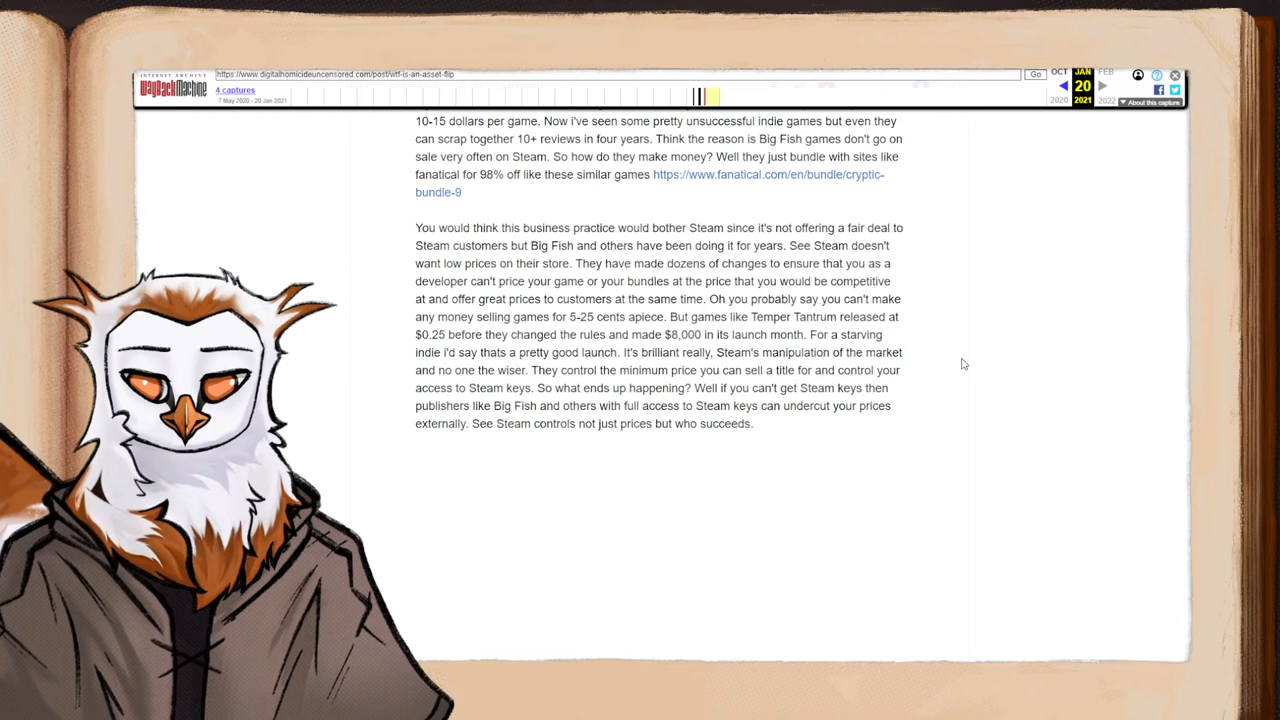 INTERNET ARCHIVE
WayBackMachine
https://www.digitalhomicideuncensored.com/post/wtf-is-an-asset-flip
Go
OCT JAN FEB
4 captures
20
7 May 2020 - 20 Jan 2021
2020 2021 2022
About this capture
10-15 dollars per game. Now i've seen some pretty unsuccessful indie games but even they
can scrap together 10+ reviews in four years. Think the reason is Big Fish games don't go on
sale very often on Steam. So how do they make money? Well they just bundle with sites like
fanatical for 98% off like these similar games https://www.fanatical.com/en/bundle/cryptic-
bundle-9
You would think this business practice would bother Steam since it's not offering a fair deal to
Steam customers but Big Fish and others have been doing it for years. See Steam doesn't
want low prices on their store. They have made dozens of changes to ensure that you as a
developer can't price your game or your bundles at the price that you would be competitive
at and offer great prices to customers at the same time. Oh you probably say you can't make
any money selling games for 5-25 cents apiece. But games like Temper Tantrum released at
$0.25 before they changed the rules and made $8,000 in its launch month. For a starving
indie i'd say thats a pretty good launch. It's brilliant really, Steam's manipulation of the market
and no one the wiser. They control the minimum price you can sell a title for and control your
access to Steam keys. So what ends up happening? Well if you can't get Steam keys then
publishers like Big Fish and others with full access to Steam keys can undercut your prices
externally. See Steam controls not just prices but who succeeds.